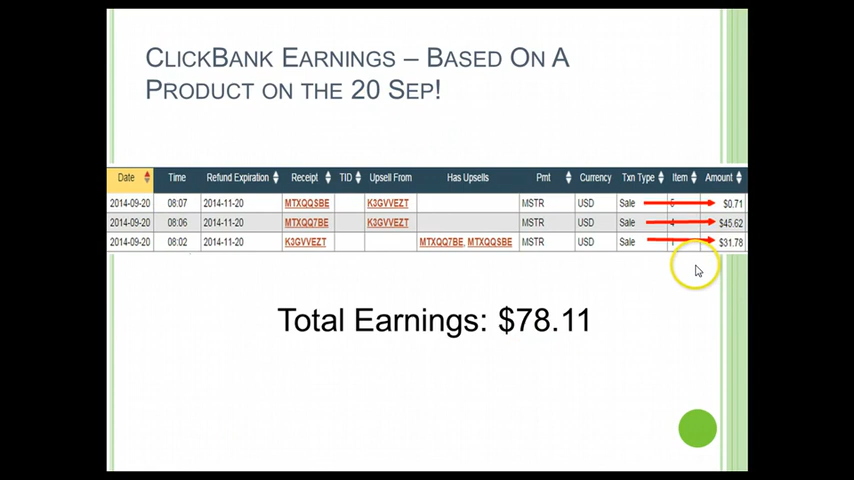 CLICKBANK EARNINGS – BASED ON A
PRODUCT ON THE 20 SEP!
Date Time Refund Expiration Receipt TID Upsell From Has Upsells Pmt Currency Txn Type Item Amount
2014-09-20 08:07 2014-11-20 MTXQQSBE K3GVVEZT MSTR USD Sale $0.71
2014-09-20 08:06 2014-11-20 MTXQQ7BE K3GVVEZT MSTR USD Sale $45.62
2014-09-20 08:02 2014-11-20 K3GVVEZT MTXQQ7BE, MTXQQSBE MSTR USD Sale $31.78
Total Earnings: $78.11